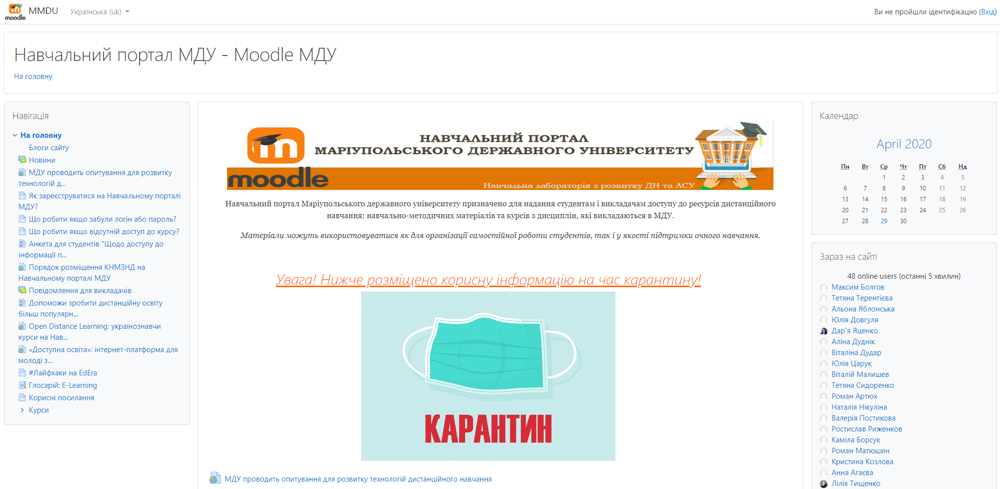 moodle
MMDU
Українська (uk)
Ви не пройшли ідентифікацію (Вхід)
Навчальний портал МДУ - Moodle МДУ
На головну
Навігація
На головну
Блоги сайту
Новини
МДУ проводить опитування для розвитку
технологій д...
Як зареєструватися на Навчальному порталі
МДУ?
Що робити якщо забули логін або пароль?
Що робити якщо відсутній доступ до курсу?
Анкета для студентів "Щодо доступу до
інформації п...
Порядок розміщення КНМЗНД на
Навчальному порталі МДУ
Повідомлення для викладачів
Допоможи зробити дистанційну освіту
більш популярн...
Open Distance Learning: українознавчи
курси на Нав...
«Доступна освіта»: інтернет-платформа для
молоді з...
#Лайфхаки на EdEra
Глосарій: E-Learning
Корисні посилання
Курси
НАВЧАЛЬНИЙ ПОРТАЛ
МАРІУПОЛЬСЬКОГО ДЕРЖАВНОГО УНІВЕРСИТЕТУ
moodle
Навчальна лабораторія з розвитку ДН та АСУ
Навчальний портал Маріупольського державного університету призначено для надання студентам і викладачам доступу до ресурсів дистанційного
навчання: навчально-методичних матеріалів та курсів з дисциплін, які викладаються в МДУ.
Матеріали можуть використовуватися як для організації самостійної роботи студентів, так і у якості підтримки очного навчання.
Увага! Нижче розміщено корисну інформацію на час карантину!
КАРАНТИН
МДУ проводить опитування для розвитку технологій дистанційного навчання
Календар
April 2020
Пн Вт Ср Чт Пт Сб Нд
1 2 3 4 5
6 7 8 9 10 11 12
13 14 15 16 17 18 19
20 21 22 23 24 25 26
27 28 29 30
Зараз на сайті
48 online users (останні 5 хвилин)
Максим Болгов
Тетяна Терентієва
Альона Яблонська
Юлія Довгуля
Дар`я Яценко
Аліна Дуднік
Віталіна Дудар
Юлія Царук
Віталій Малишев
Тетяна Сидоренко
Роман Артюх
Наталія Нікуліна
Валерія Постикова
Ростислав Риженков
Каміла Борсук
Роман Матюшин
Кристина Козлова
Анна Агаєва
Лілія Тищенко